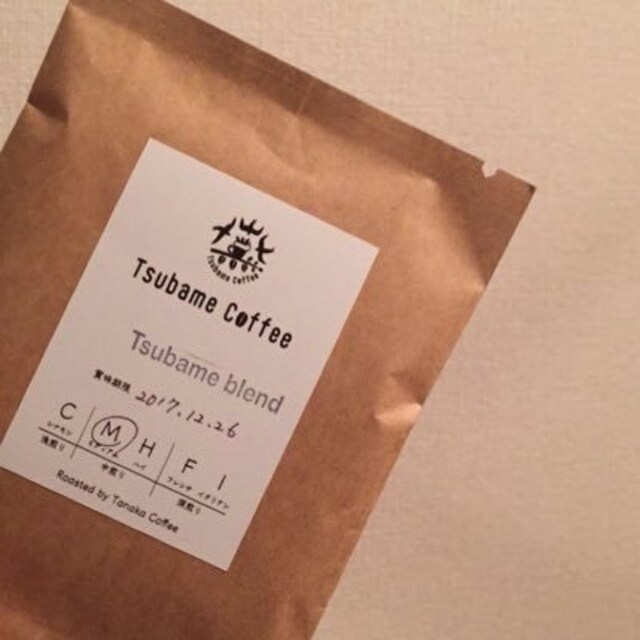 Tsubame Coffee
Tsubame Coffee
Tsubame blend
賞味期限 2017.12.26
C M H F I
シナモン ミディアム ハイ フレンチ イタリアン
浅煎り 中煎り 深煎り
Roasted by Tanaka Coffee